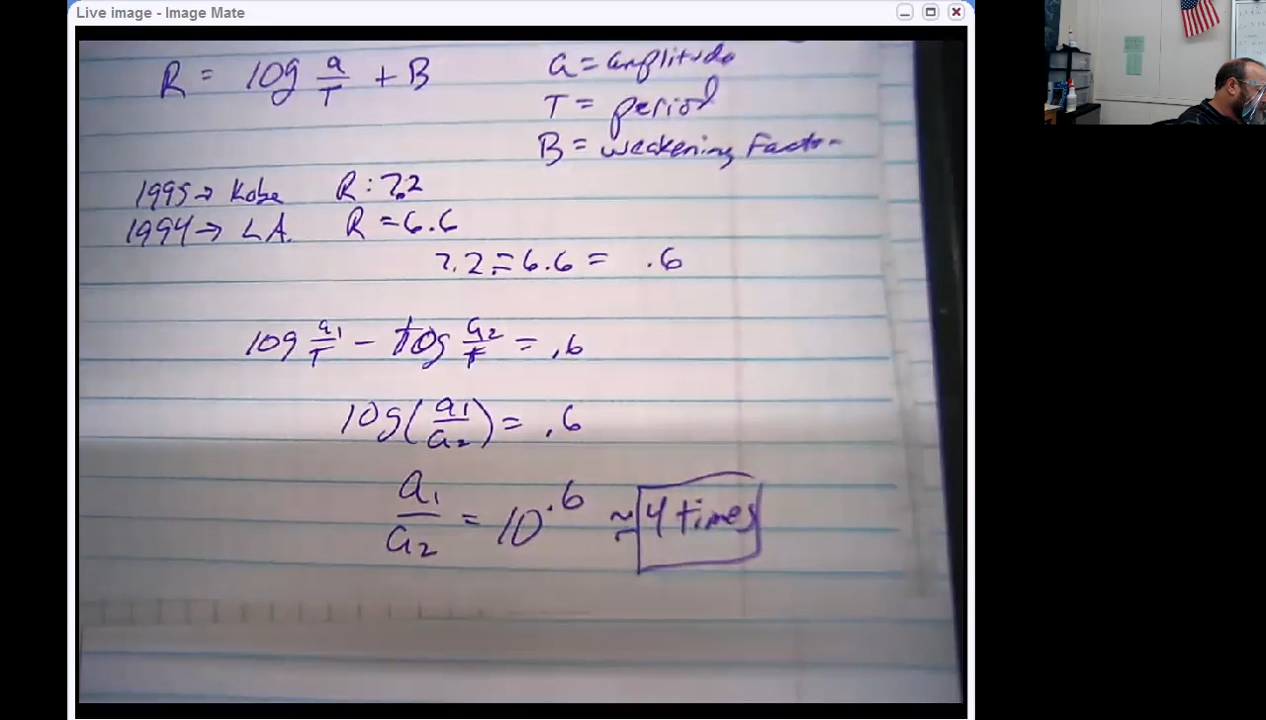 Live image - Image Mate
R = log a/T + B
a = amplitude
T = period
B = weakening Factor
1995 → Kobe R : 7.2
1994 → LA. R = 6.6
7.2 - 6.6 = .6
log a1/T - log a2/T = .6
log(a1/a2) = .6
a1/a2 = 10^.6 ≈ 4 times